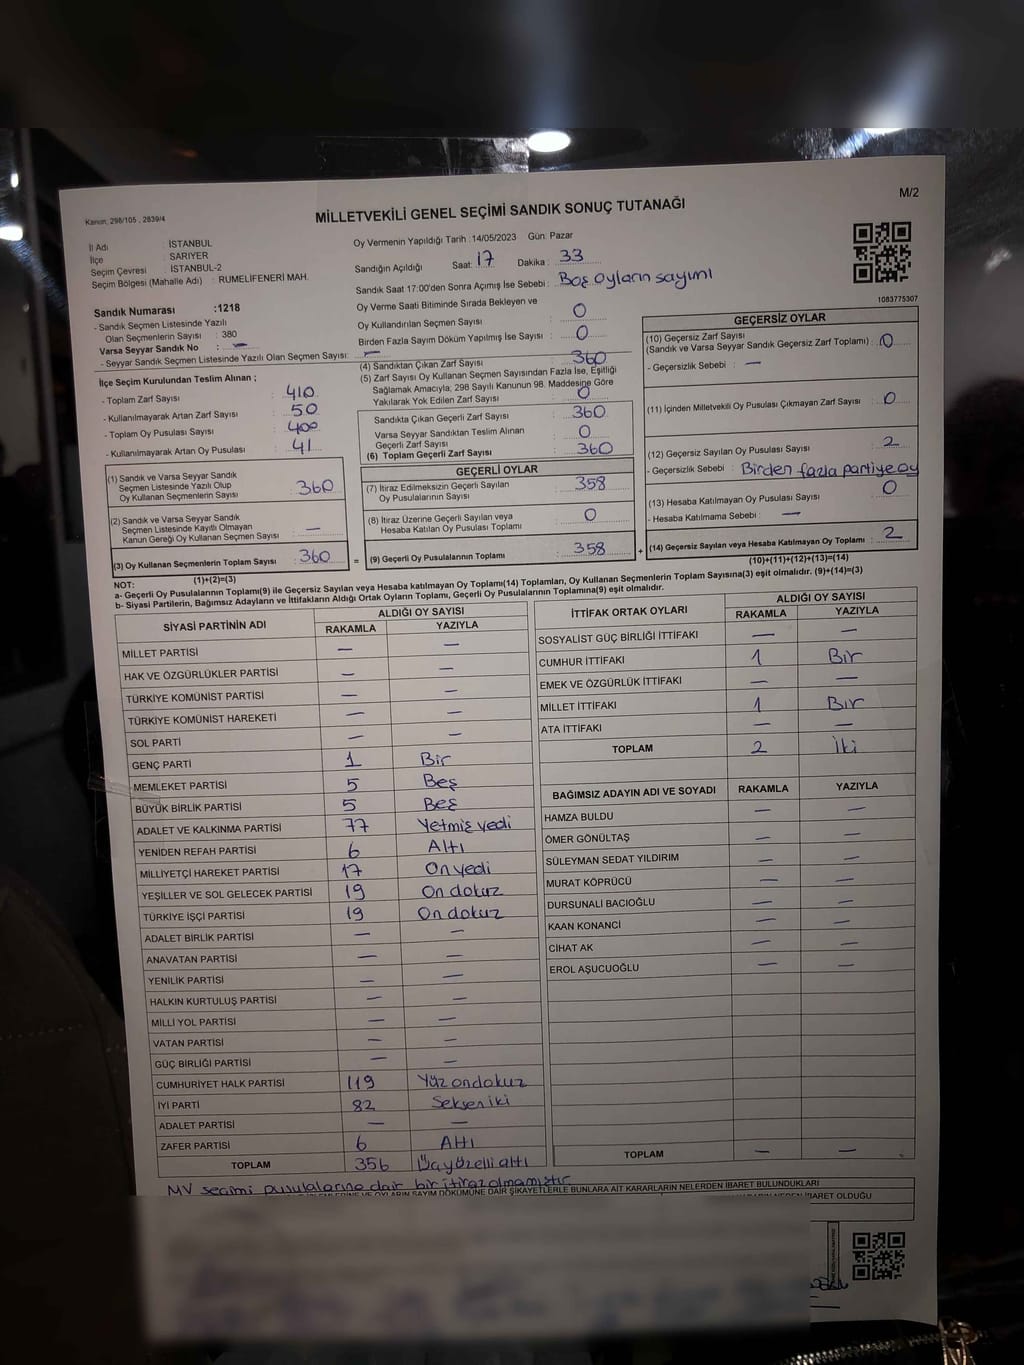 Kanun, 298/105 , 2839/4
M/2
MİLLETVEKİLİ GENEL SEÇİMİ SANDIK SONUÇ TUTANAĞI
İl Adı : İSTANBUL
İlçe : SARIYER
Seçim Çevresi : İSTANBUL-2
Seçim Bölgesi (Mahalle Adı) : RUMELİFENERİ MAH.
Oy Vermenin Yapıldığı Tarih : 14/05/2023 Gün: Pazar
Sandığın Açıldığı Saat: 17 Dakika : 33
Sandık Saat 17:00'den Sonra Açımış İse Sebebi : Boş oyların sayımı
1083775307
Sandık Numarası :1218
- Sandık Seçmen Listesinde Yazılı
Olan Seçmenlerin Sayısı : 380
Varsa Seyyar Sandık No : —
- Seyyar Sandık Seçmen Listesinde Yazılı Olan Seçmen Sayısı: —
Oy Verme Saati Bitiminde Sırada Bekleyen ve
Oy Kullandırılan Seçmen Sayısı : 0
Birden Fazla Sayım Döküm Yapılmış İse Sayısı : 0
İlçe Seçim Kurulundan Teslim Alınan ;
- Toplam Zarf Sayısı : 410
- Kullanılmayarak Artan Zarf Sayısı : 50
- Toplam Oy Pusulası Sayısı : 400
- Kullanılmayarak Artan Oy Pusulası : 41
(4) Sandıktan Çıkan Zarf Sayısı : 360
(5) Zarf Sayısı Oy Kullanan Seçmen Sayısından Fazla İse, Eşitliği
Sağlamak Amacıyla; 298 Sayılı Kanunun 98. Maddesine Göre
Yakılarak Yok Edilen Zarf Sayısı : 0
Sandıkta Çıkan Geçerli Zarf Sayısı : 360
Varsa Seyyar Sandıktan Teslim Alınan
Geçerli Zarf Sayısı : 0
(6) Toplam Geçerli Zarf Sayısı : 360
(1) Sandık ve Varsa Seyyar Sandık
Seçmen Listesinde Yazılı Olup
Oy Kullanan Seçmenlerin Sayısı : 360
(2) Sandık ve Varsa Seyyar Sandık
Seçmen Listesinde Kayıtlı Olmayan
Kanun Gereği Oy Kullanan Seçmen Sayısı : —
(3) Oy Kullanan Seçmenlerin Toplam Sayısı : 360
(1)+(2)=(3)
GEÇERLİ OYLAR
(7) İtiraz Edilmeksizin Geçerli Sayılan
Oy Pusulalarının Sayısı : 358
(8) İtiraz Üzerine Geçerli Sayılan veya
Hesaba Katılan Oy Pusulası Toplamı : 0
= (9) Geçerli Oy Pusulalarının Toplamı : 358
GEÇERSİZ OYLAR
(10) Geçersiz Zarf Sayısı
(Sandık ve Varsa Seyyar Sandık Geçersiz Zarf Toplamı) : 0
- Geçersizlik Sebebi : —
(11) İçinden Milletvekili Oy Pusulası Çıkmayan Zarf Sayısı : 0
(12) Geçersiz Sayılan Oy Pusulası Sayısı : 2
- Geçersizlik Sebebi : Birden fazla partiye oy
(13) Hesaba Katılmayan Oy Pusulası Sayısı : 0
- Hesaba Katılmama Sebebi : —
+ (14) Geçersiz Sayılan veya Hesaba Katılmayan Oy Toplamı : 2
(10)+(11)+(12)+(13)=(14)
NOT:
a- Geçerli Oy Pusulalarının Toplamı(9) ile Geçersiz Sayılan veya Hesaba katılmayan Oy Toplamı(14) Toplamları, Oy Kullanan Seçmenlerin Toplam Sayısına(3) eşit olmalıdır. (9)+(14)=(3)
b- Siyasi Partilerin, Bağımsız Adayların ve İttifakların Aldığı Ortak Oyların Toplamı, Geçerli Oy Pusulalarının Toplamına(9) eşit olmalıdır.
SİYASİ PARTİNİN ADI ALDIĞI OY SAYISI
RAKAMLA YAZIYLA
MİLLET PARTİSİ — —
HAK VE ÖZGÜRLÜKLER PARTİSİ — —
TÜRKİYE KOMÜNİST PARTİSİ — —
TÜRKİYE KOMÜNİST HAREKETİ — —
SOL PARTİ — —
GENÇ PARTİ 1 Bir
MEMLEKET PARTİSİ 5 Beş
BÜYÜK BİRLİK PARTİSİ 5 Beş
ADALET VE KALKINMA PARTİSİ 77 Yetmiş yedi
YENİDEN REFAH PARTİSİ 6 Altı
MİLLİYETÇİ HAREKET PARTİSİ 17 On yedi
YEŞİLLER VE SOL GELECEK PARTİSİ 19 On dokuz
TÜRKİYE İŞÇİ PARTİSİ 19 On dokuz
ADALET BİRLİK PARTİSİ — —
ANAVATAN PARTİSİ — —
YENİLİK PARTİSİ — —
HALKIN KURTULUŞ PARTİSİ — —
MİLLİ YOL PARTİSİ — —
VATAN PARTİSİ — —
GÜÇ BİRLİĞİ PARTİSİ — —
CUMHURİYET HALK PARTİSİ 119 Yüz ondokuz
İYİ PARTİ 82 Seksen iki
ADALET PARTİSİ — —
ZAFER PARTİSİ 6 Altı
TOPLAM 356 Üçyüzelli altı
İTTİFAK ORTAK OYLARI ALDIĞI OY SAYISI
RAKAMLA YAZIYLA
SOSYALİST GÜÇ BİRLİĞİ İTTİFAKI — —
CUMHUR İTTİFAKI 1 Bir
EMEK VE ÖZGÜRLÜK İTTİFAKI — —
MİLLET İTTİFAKI 1 Bir
ATA İTTİFAKI — —
TOPLAM 2 İki
BAĞIMSIZ ADAYIN ADI VE SOYADI RAKAMLA YAZIYLA
HAMZA BULDU — —
ÖMER GÖNÜLTAŞ — —
SÜLEYMAN SEDAT YILDIRIM — —
MURAT KÖPRÜCÜ — —
DURSUNALİ BACIOĞLU — —
KAAN KONANCİ — —
CİHAT AK — —
EROL AŞUCUOĞLU — —
TOPLAM — —
MV seçimi pusulalarına dair bir itiraz olmamıştır
VE OYLARIN SAYIM DÖKÜMÜNE DAİR ŞİKAYETLERLE BUNLARA AİT KARARLARIN NELERDEN İBARET BULUNDUKLARI
NEDEN İBARET OLDUĞU